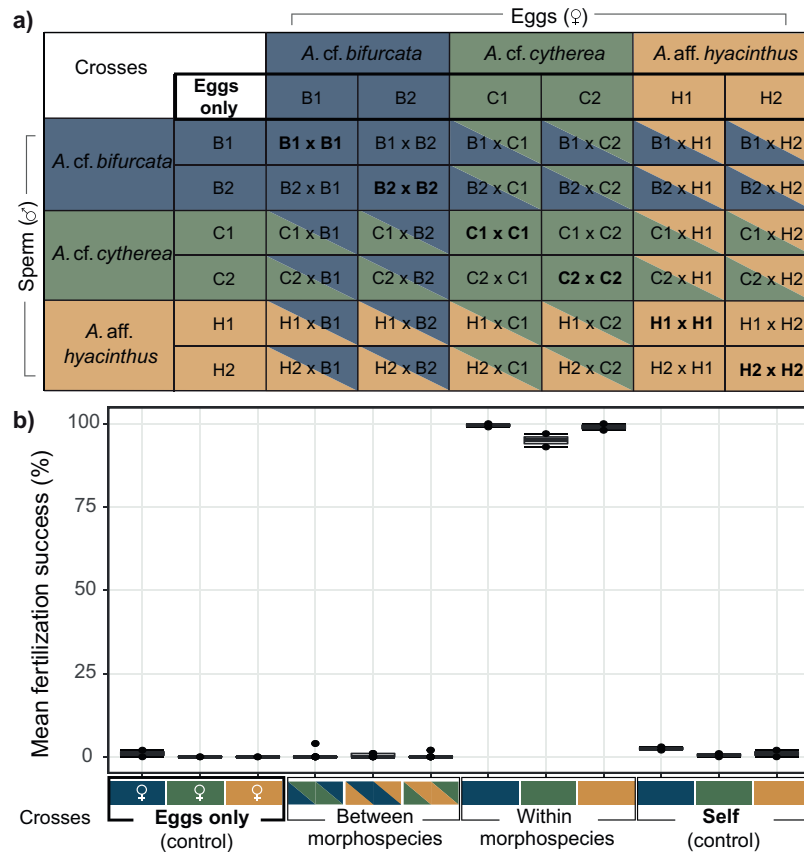 a)
Eggs (♀)
Crosses
A. cf. bifurcata
A. cf. cytherea
A. aff. hyacinthus
Eggs only
B1
B2
C1
C2
H1
H2
Sperm (♂)
A. cf. bifurcata
B1
B1 x B1
B1 x B2
B1 x C1
B1 x C2
B1 x H1
B1 x H2
B2
B2 x B1
B2 x B2
B2 x C1
B2 x C2
B2 x H1
B2 x H2
A. cf. cytherea
C1
C1 x B1
C1 x B2
C1 x C1
C1 x C2
C1 x H1
C1 x H2
C2
C2 x B1
C2 x B2
C2 x C1
C2 x C2
C2 x H1
C2 x H2
A. aff.
hyacinthus
H1
H1 x B1
H1 x B2
H1 x C1
H1 x C2
H1 x H1
H1 x H2
H2
H2 x B1
H2 x B2
H2 x C1
H2 x C2
H2 x H1
H2 x H2
b)
Mean fertilization success (%)
100
75
50
25
0
♀ ♀ ♀
Crosses
Eggs only
(control)
Between
morphospecies
Within
morphospecies
Self
(control)